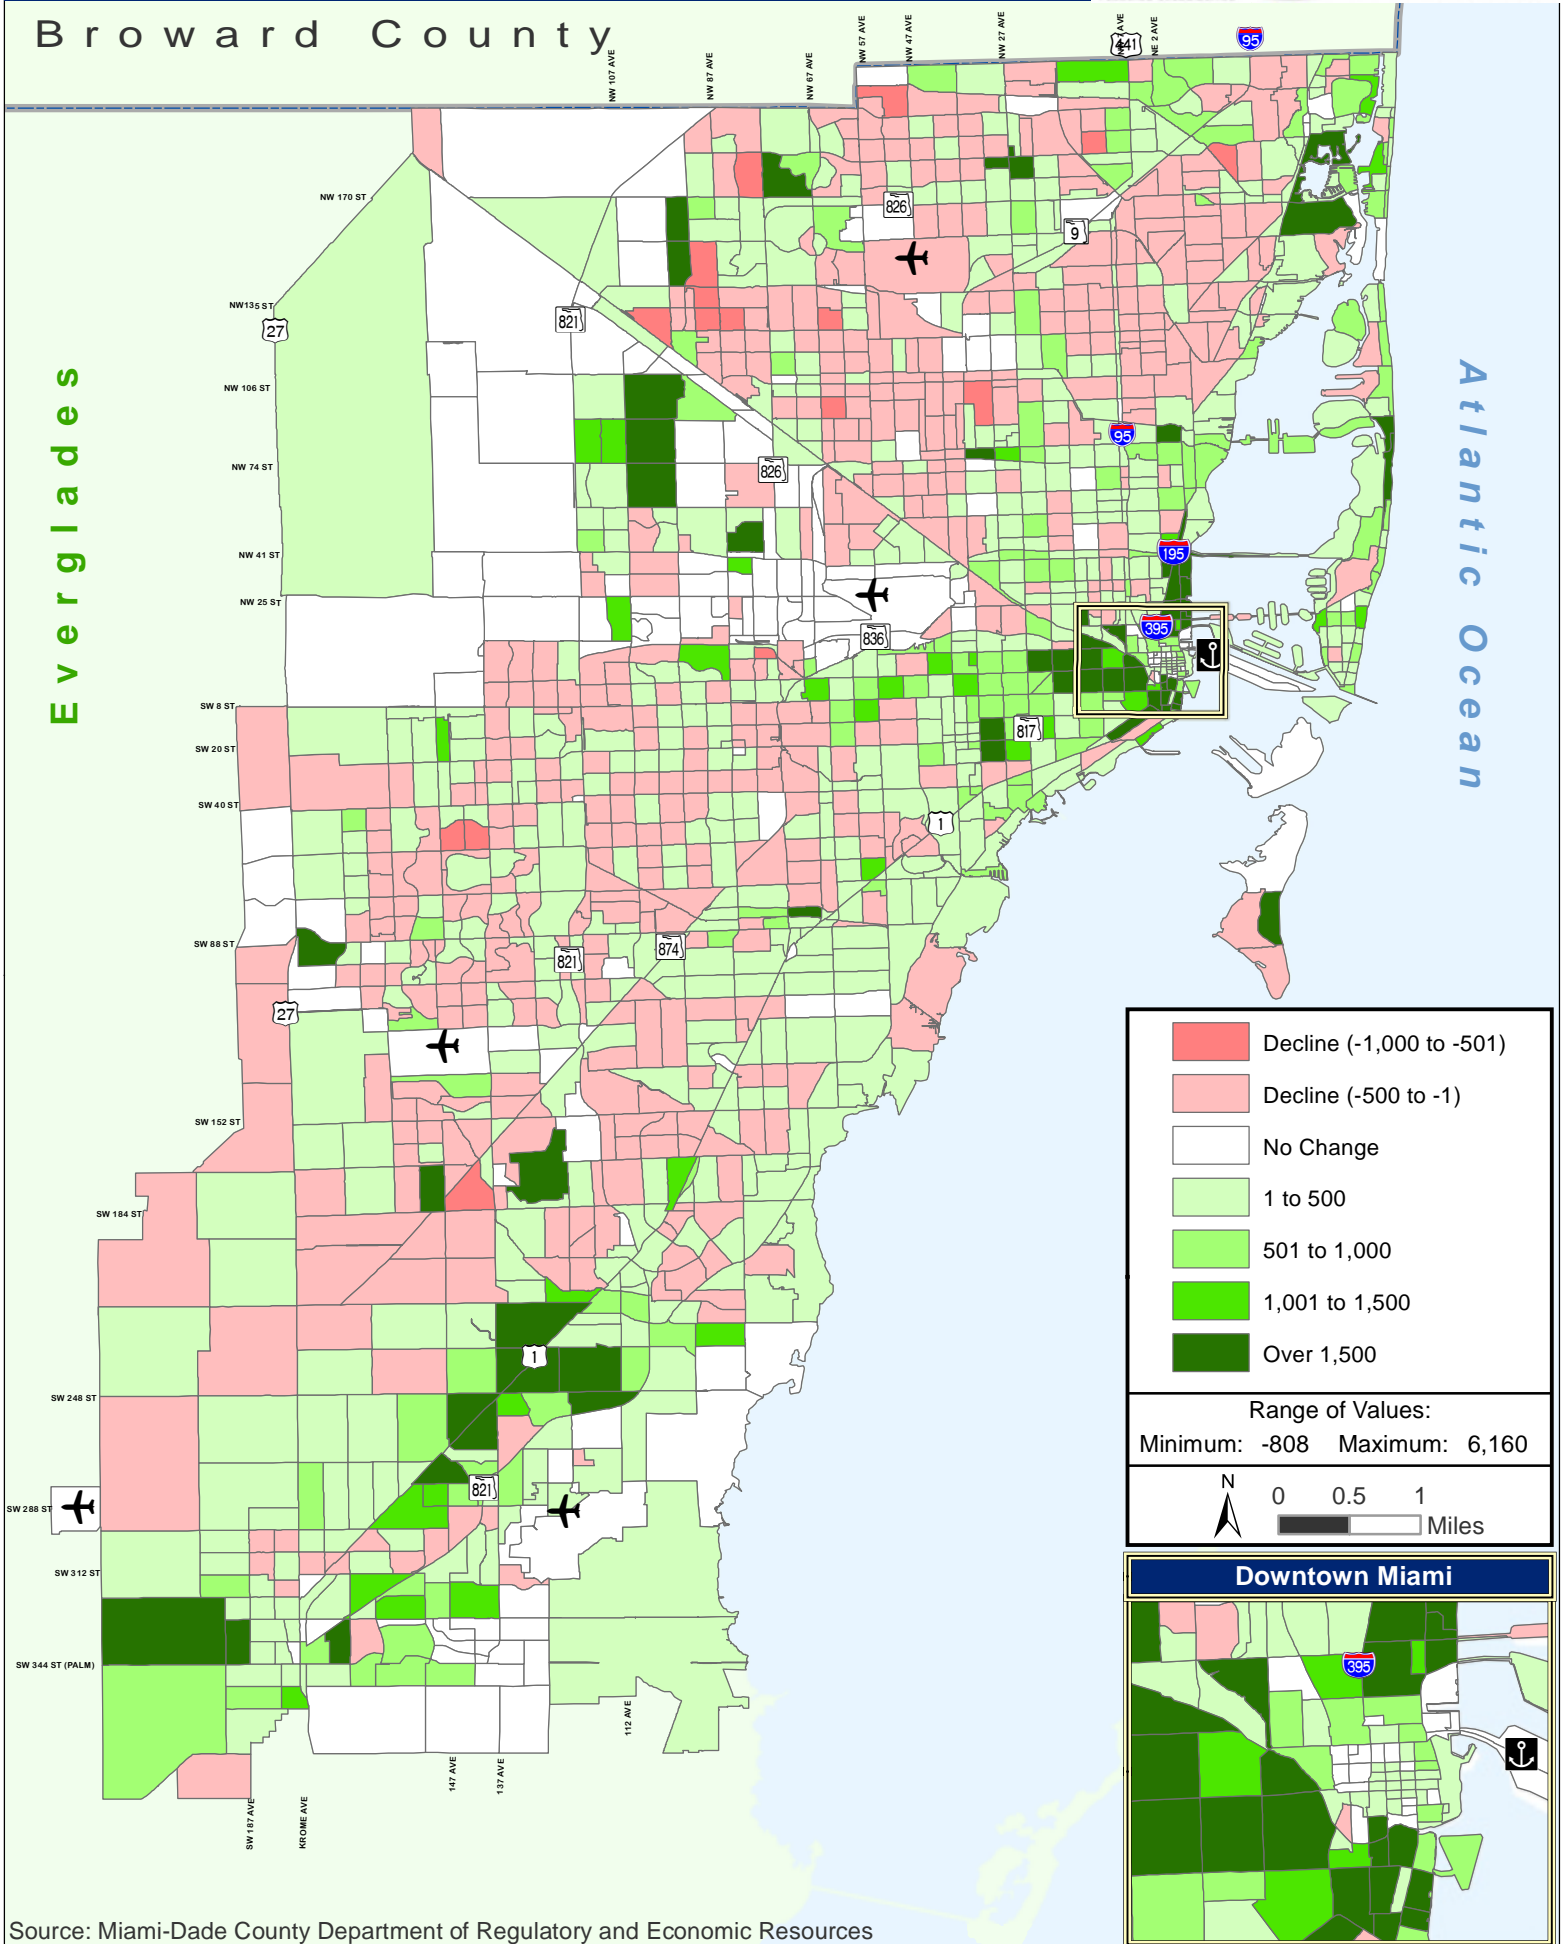 Broward County
NW 107 AVE
NW 87 AVE
NW 67 AVE
NW 57 AVE
NW 47 AVE
NW 27 AVE
441
NE 2 AVE
95
NW 170 ST
826
9
NW135 ST
27
821
NW 106 ST
95
NW 74 ST
826
NW 41 ST
195
NW 25 ST
836
395
SW 8 ST
817
SW 20 ST
SW 40 ST
1
SW 88 ST
821
874
27
SW 152 ST
SW 184 ST
1
SW 248 ST
821
SW 288 ST
SW 312 ST
SW 344 ST (PALM)
112 AVE
147 AVE
137 AVE
SW 187 AVE
KROME AVE
Everglades
Atlantic Ocean
Decline (-1,000 to -501)
Decline (-500 to -1)
No Change
1 to 500
501 to 1,000
1,001 to 1,500
Over 1,500
Range of Values:
Minimum: -808 Maximum: 6,160
N
0 0.5 1
Miles
Downtown Miami
395
Source: Miami-Dade County Department of Regulatory and Economic Resources